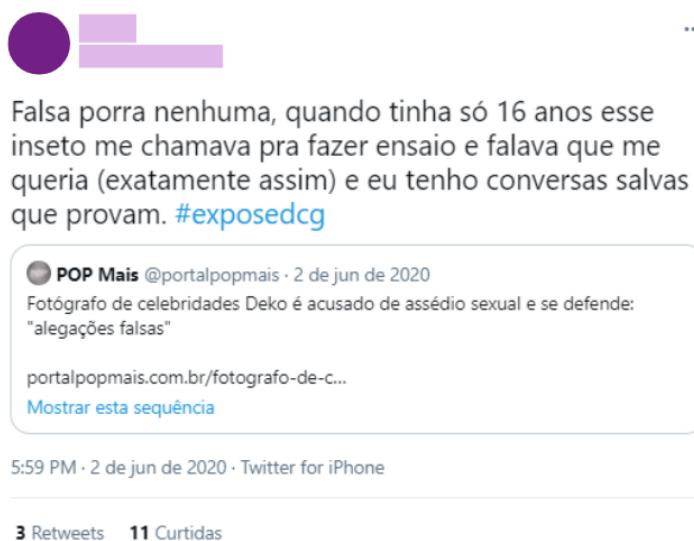 Falsa porra nenhuma, quando tinha só 16 anos esse
inseto me chamava pra fazer ensaio e falava que me
queria (exatamente assim) e eu tenho conversas salvas
que provam. #exposedcg
POP Mais @portalpopmais · 2 de jun de 2020
Fotógrafo de celebridades Deko é acusado de assédio sexual e se defende:
"alegações falsas"
portalpopmais.com.br/fotografo-de-c...
Mostrar esta sequência
5:59 PM · 2 de jun de 2020 · Twitter for iPhone
3 Retweets 11 Curtidas